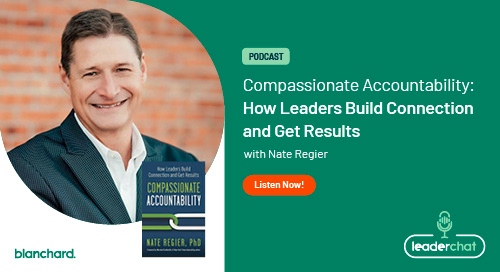 PODCAST
Compassionate Accountability:
How Leaders Build Connection
and Get Results
with Nate Regier
Listen Now!
How Leaders Build
Connection and Get Results
COMPASSIONATE
ACCOUNTABILITY
NATE REGIER, PhD
blanchard.
leaderchat